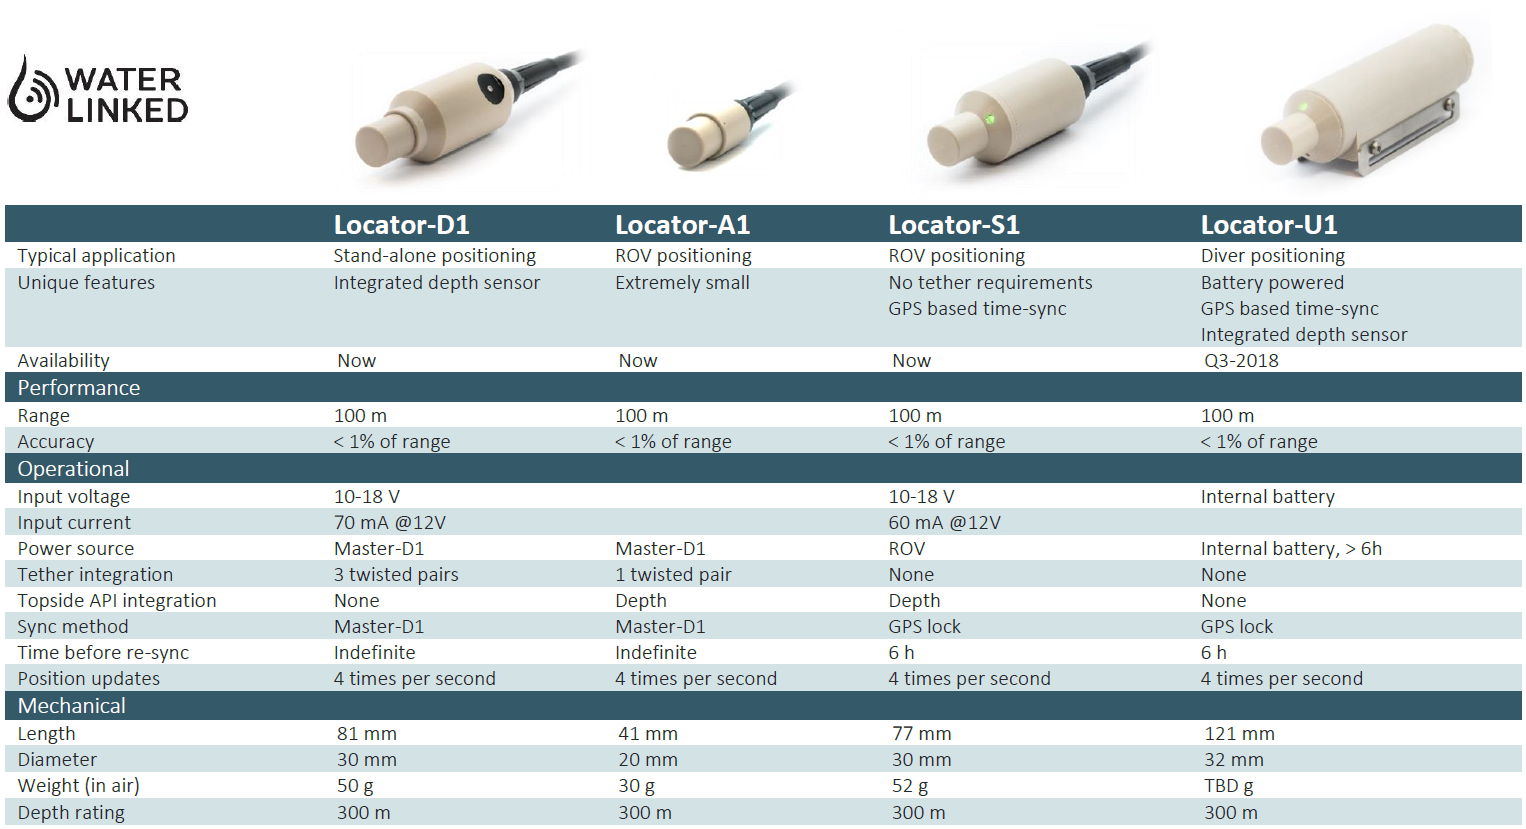 WATER
LINKED
Locator-D1 Locator-A1 Locator-S1 Locator-U1
Typical application Stand-alone positioning ROV positioning ROV positioning Diver positioning
Unique features Integrated depth sensor Extremely small No tether requirements Battery powered
GPS based time-sync GPS based time-sync
Integrated depth sensor
Availability Now Now Now Q3-2018
Performance
Range 100 m 100 m 100 m 100 m
Accuracy < 1% of range < 1% of range < 1% of range < 1% of range
Operational
Input voltage 10-18 V 10-18 V Internal battery
Input current 70 mA @12V 60 mA @12V
Power source Master-D1 Master-D1 ROV Internal battery, > 6h
Tether integration 3 twisted pairs 1 twisted pair None None
Topside API integration None Depth Depth None
Sync method Master-D1 Master-D1 GPS lock GPS lock
Time before re-sync Indefinite Indefinite 6 h 6 h
Position updates 4 times per second 4 times per second 4 times per second 4 times per second
Mechanical
Length 81 mm 41 mm 77 mm 121 mm
Diameter 30 mm 20 mm 30 mm 32 mm
Weight (in air) 50 g 30 g 52 g TBD g
Depth rating 300 m 300 m 300 m 300 m